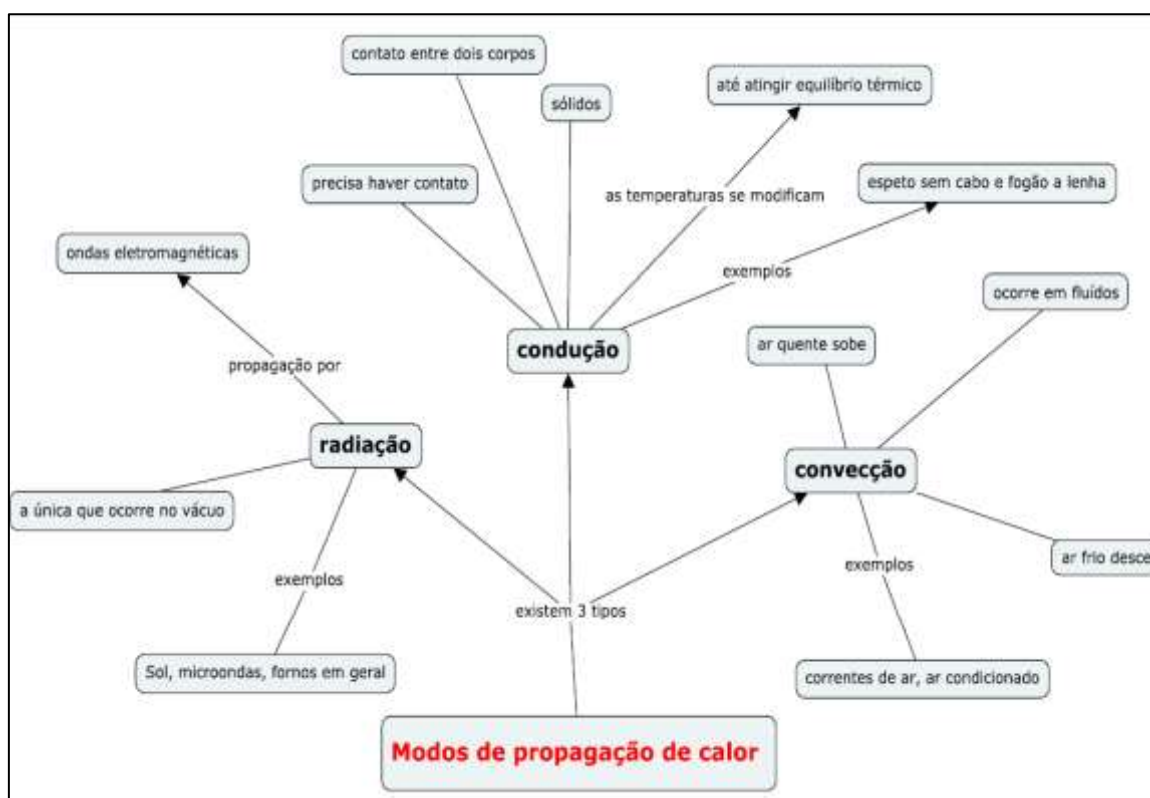 contato entre dois corpos
sólidos
até atingir equilíbrio térmico
precisa haver contato
as temperaturas se modificam
espeto sem cabo e fogão a lenha
ondas eletromagnéticas
exemplos
ocorre em fluídos
condução
ar quente sobe
propagação por
radiação
convecção
a única que ocorre no vácuo
ar frio desce
exemplos
exemplos
existem 3 tipos
Sol, microondas, fornos em geral
correntes de ar, ar condicionado
Modos de propagação de calor